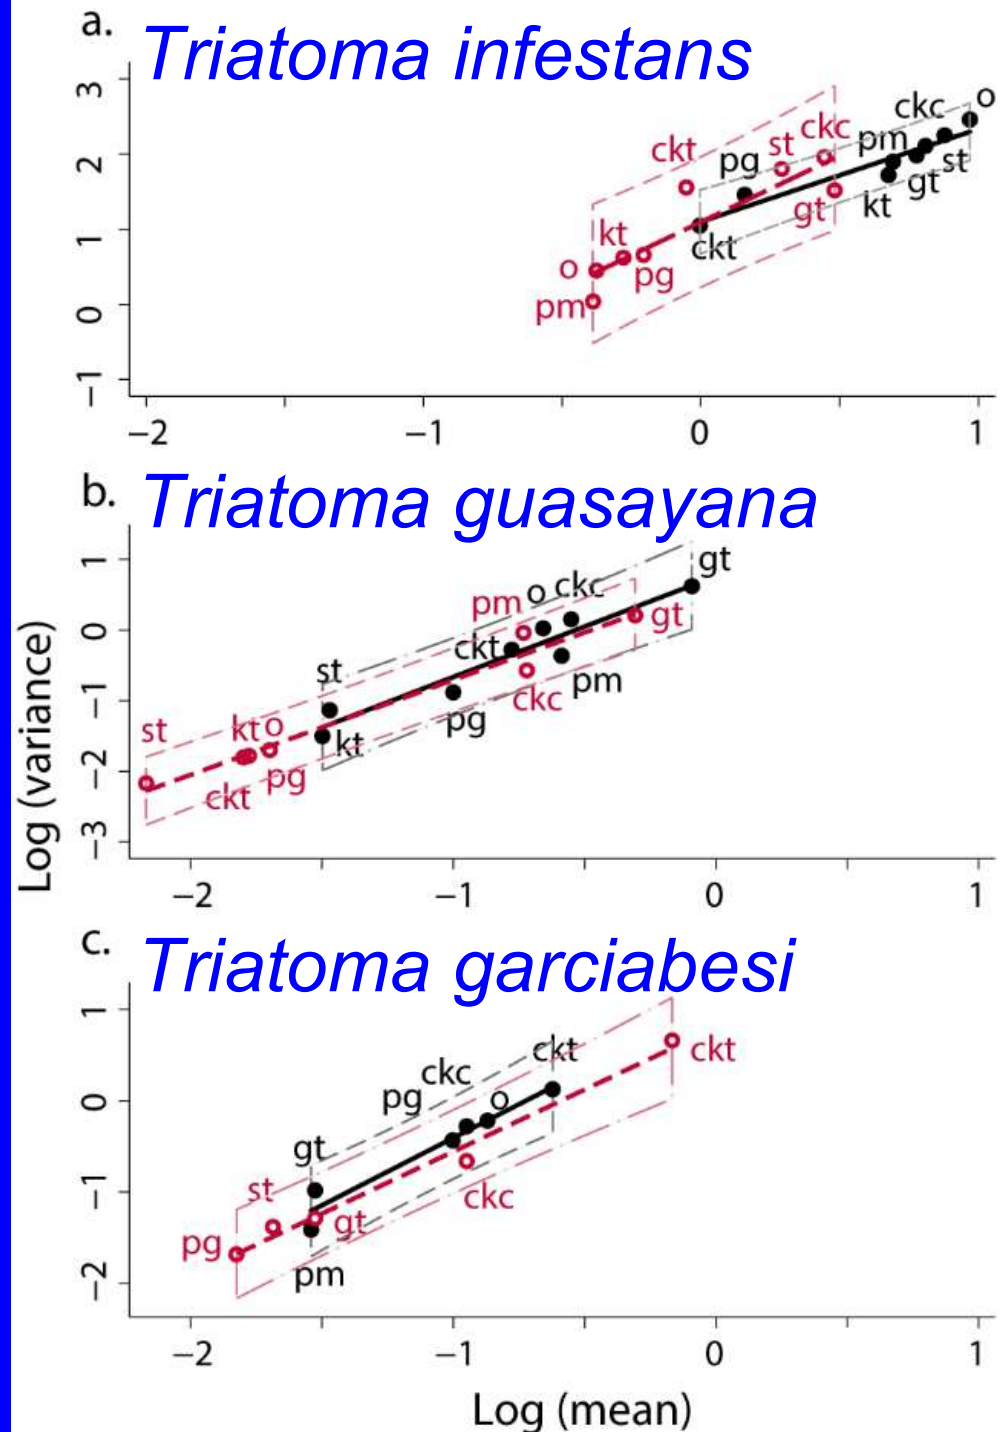 a. Triatoma infestans
3
2
1
0
−1
ckt
pg
st
ckc
pm
ckc
o
kt
o
pg
pm
ckt
gt
kt
gt
st
−2
−1
0
1
b. Triatoma guasayana
1
0
−1
−2
−3
gt
o
ckc
pm
gt
ckt
st
pm
ckc
pg
st
kt
o
kt
pg
ckt
−2
−1
0
1
Log (variance)
c. Triatoma garciabesi
1
0
−1
−2
ckt
ckt
ckc
pg
o
gt
st
ckc
gt
pg
pm
−2
−1
0
1
Log (mean)